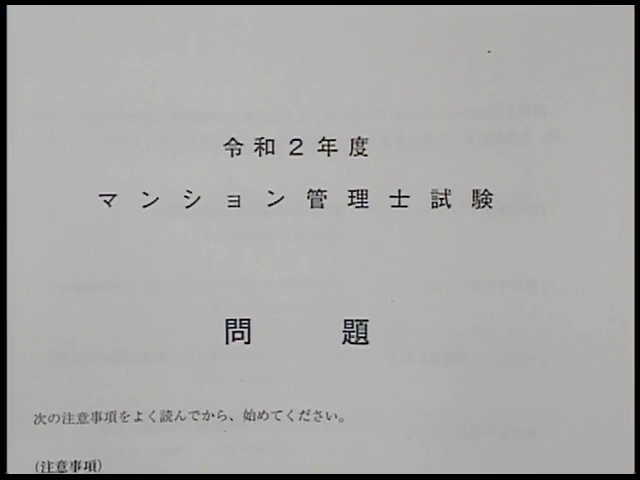 令和２年度
マンション管理士試験
問題
次の注意事項をよく読んでから、始めてください。
（注意事項）